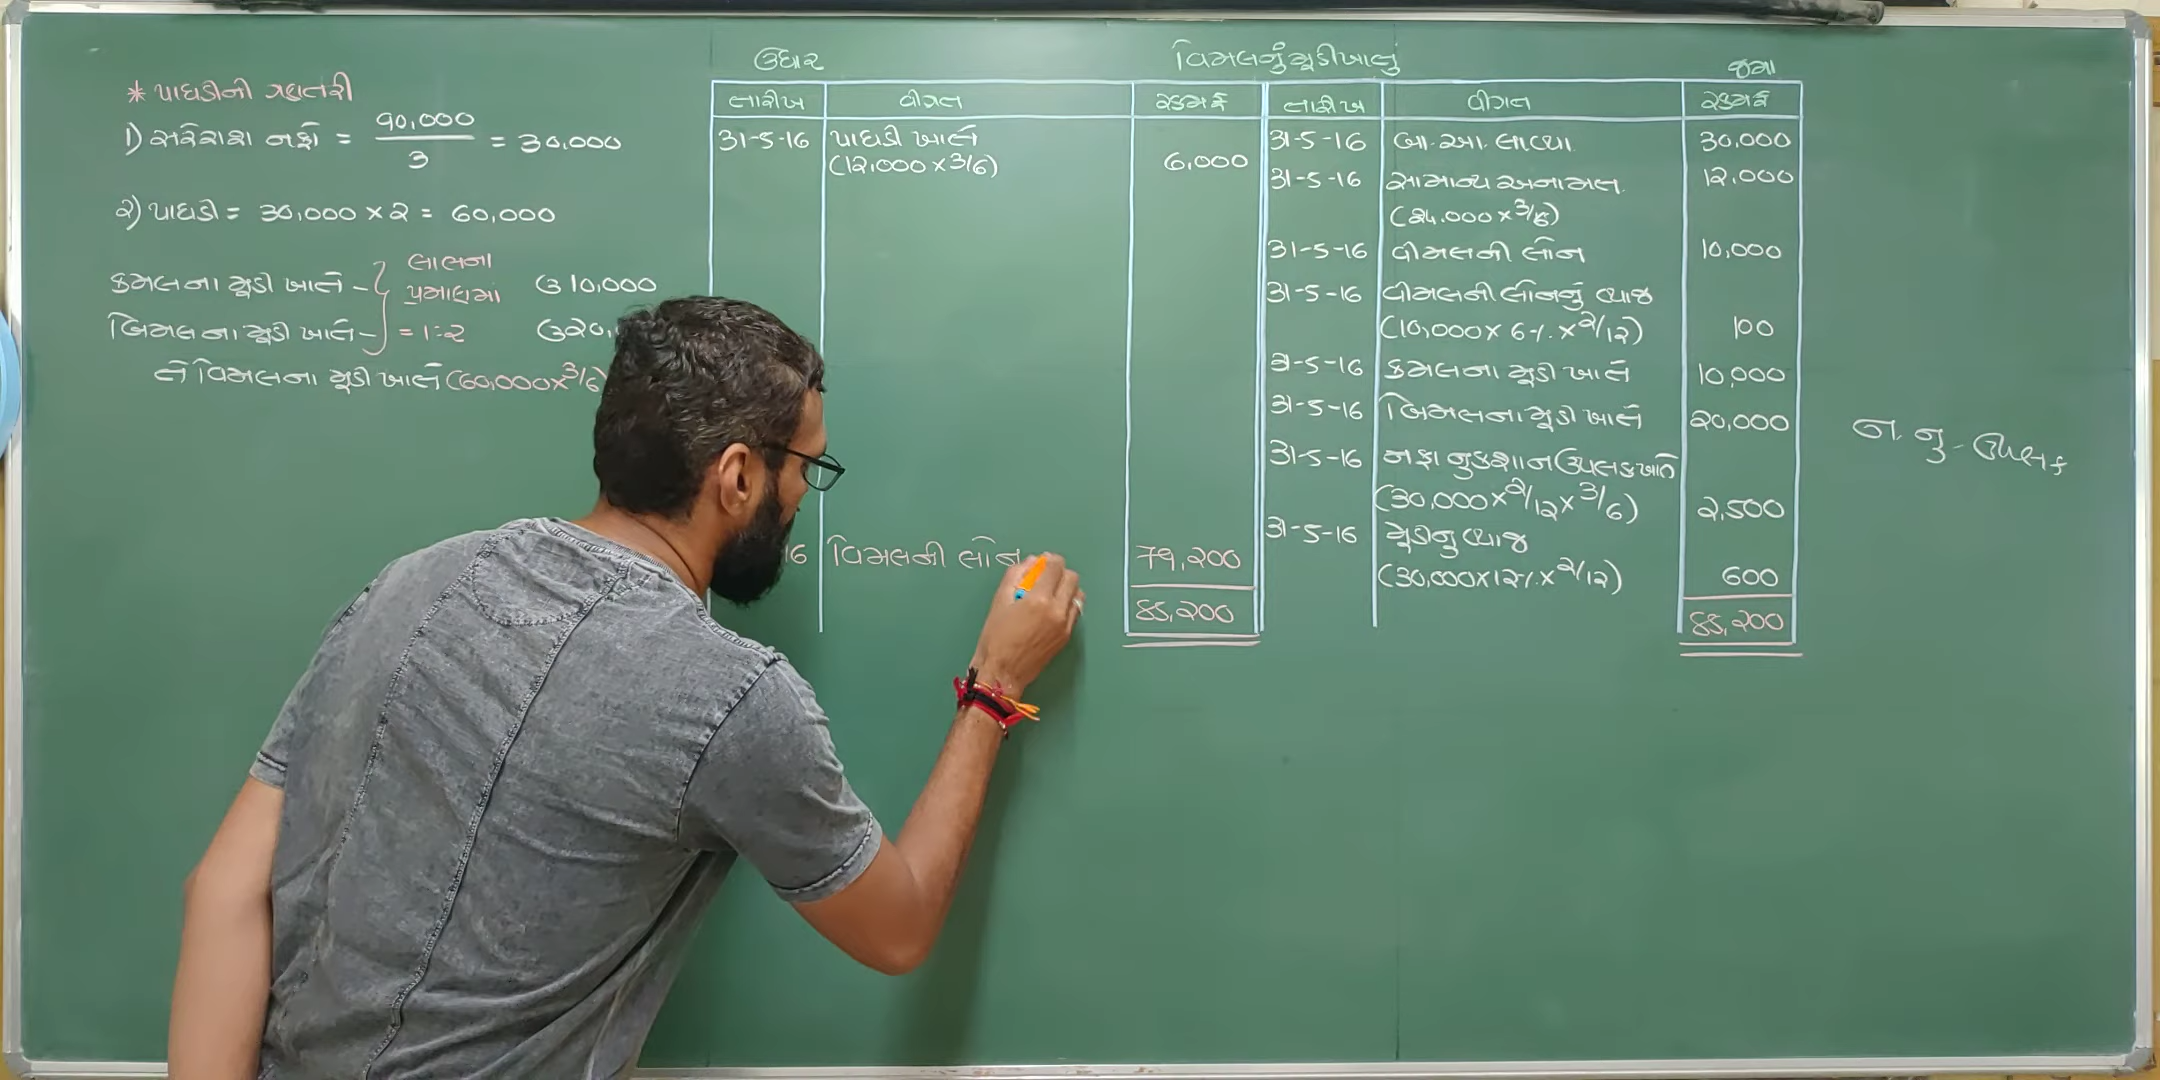 * પાઘડીની ગણતરી
1) સરેરાશ નફો = 90,000 / 3 = 30,000
૨) પાઘડી = 30,000 × 2 = 60,000
કમલના મૂડી ખાતે - લાલના પ્રમાણમાં ઉ 10,000
બિમલના મૂડી ખાતે - = 1:2 ઉ 20,
તે વિમલના મૂડી ખાતે (60,000×3/6)
ઉધાર વિમલનું મૂડી ખાતું જમા
તારીખ વીગત રકમ ₹ તારીખ વીગત રકમ ₹
31-5-16 પાઘડી ખાતે
(12,000 × 3/6) 6,000
16 વિમલની લોન 79,200
85,200
31-5-16 બા.આ. લાવ્યા 30,000
31-5-16 સામાન્ય અનામત 12,000
(24,000 × 3/6)
31-5-16 વીમલની લોન 10,000
31-5-16 વીમલની લોનનું વ્યાજ
(10,000 × 6 %. × 2/12) 100
31-5-16 કમલના મૂડી ખાતે 10,000
31-5-16 બિમલના મૂડી ખાતે 20,000
31-5-16 નફા નુકશાન ઉપલક ખાતે
(30,000 × 2/12 × 3/6) 2,500
31-5-16 મૂડીનુ વ્યાજ
(30,000 × 12 %. × 2/12) 600
85,200
ન. નુ - ઉપલક